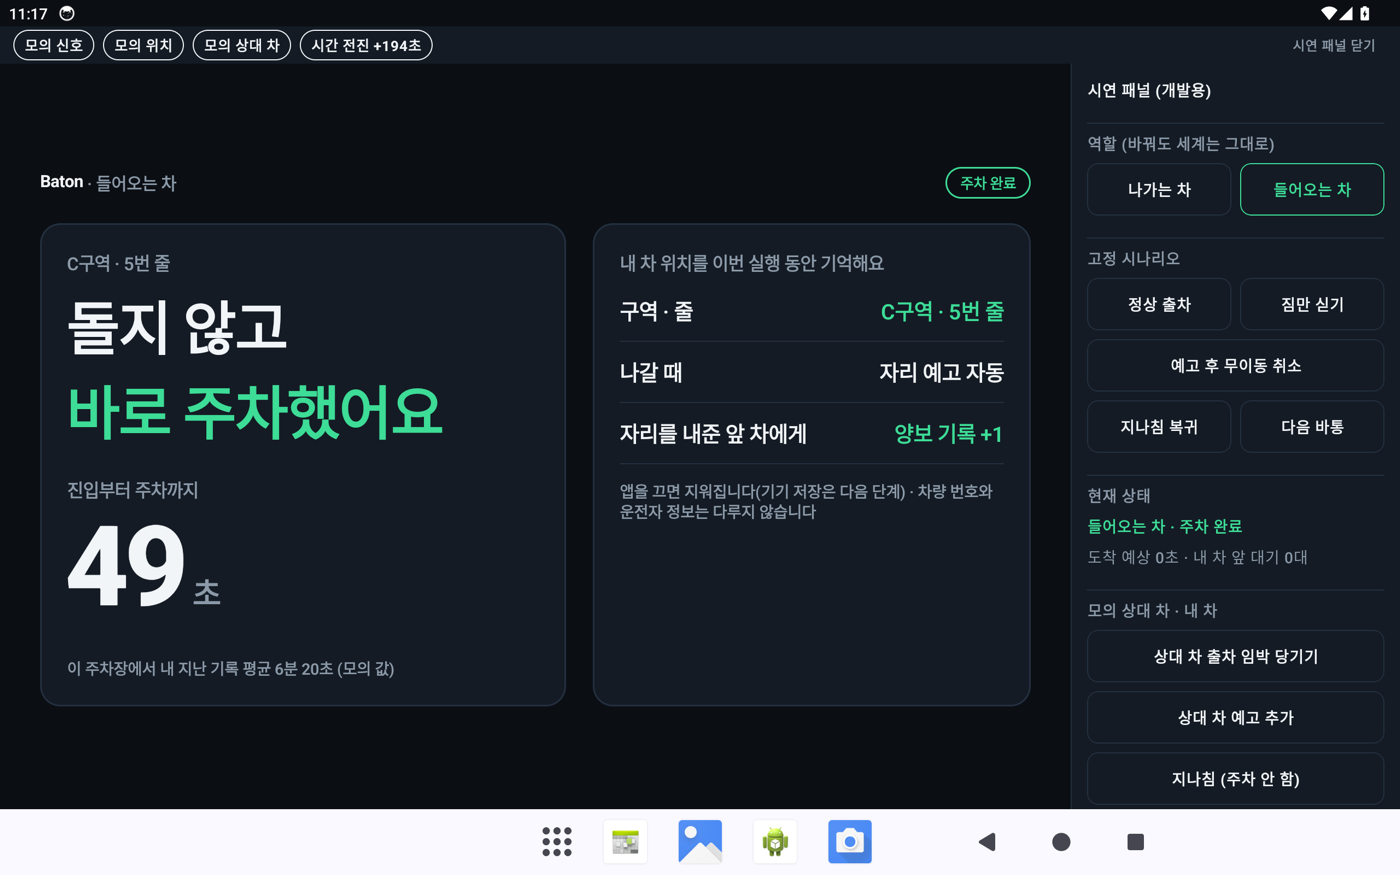 11:17
모의 신호
모의 위치
모의 상대 차
시간 전진 +194초
시연 패널 닫기
Baton · 들어오는 차
주차 완료
C구역 · 5번 줄
돌지 않고
바로 주차했어요
진입부터 주차까지
49 초
이 주차장에서 내 지난 기록 평균 6분 20초 (모의 값)
내 차 위치를 이번 실행 동안 기억해요
구역 · 줄 C구역 · 5번 줄
나갈 때 자리 예고 자동
자리를 내준 앞 차에게 양보 기록 +1
앱을 끄면 지워집니다(기기 저장은 다음 단계) · 차량 번호와
운전자 정보는 다루지 않습니다
시연 패널 (개발용)
역할 (바꿔도 세계는 그대로)
나가는 차
들어오는 차
고정 시나리오
정상 출차
짐만 싣기
예고 후 무이동 취소
지나침 복귀
다음 바통
현재 상태
들어오는 차 · 주차 완료
도착 예상 0초 · 내 차 앞 대기 0대
모의 상대 차 · 내 차
상대 차 출차 임박 당기기
상대 차 예고 추가
지나침 (주차 안 함)